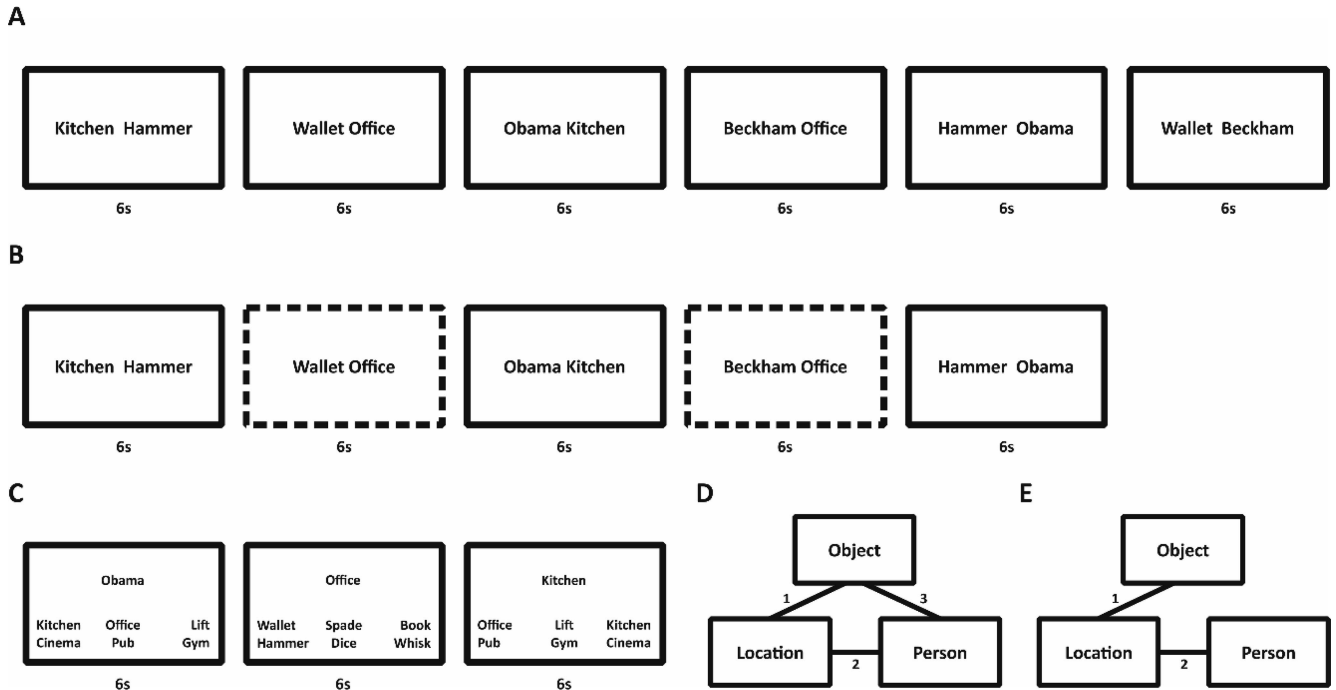 A
Kitchen Hammer
Wallet Office
Obama Kitchen
Beckham Office
Hammer Obama
Wallet Beckham
6s
6s
6s
6s
6s
6s
B
Kitchen Hammer
Wallet Office
Obama Kitchen
Beckham Office
Hammer Obama
6s
6s
6s
6s
6s
C
Obama
Kitchen Office Lift
Cinema Pub Gym
6s
Office
Wallet Spade Book
Hammer Dice Whisk
6s
Kitchen
Office Lift Kitchen
Pub Gym Cinema
6s
D
Object
1 3
Location Person
2
E
Object
1
Location Person
2